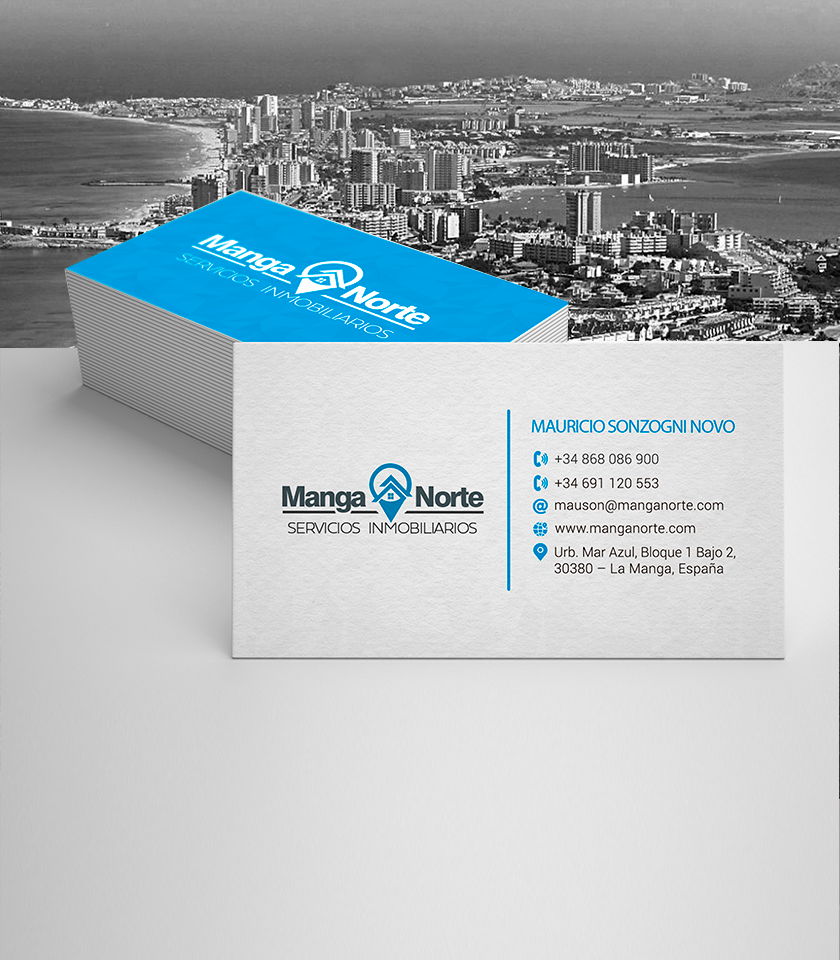 Manga Norte
SERVICIOS INMOBILIARIOS
Manga Norte
SERVICIOS INMOBILIARIOS
MAURICIO SONZOGNI NOVO
+34 868 086 900
+34 691 120 553
mauson@manganorte.com
www.manganorte.com
Urb. Mar Azul, Bloque 1 Bajo 2,
30380 – La Manga, España